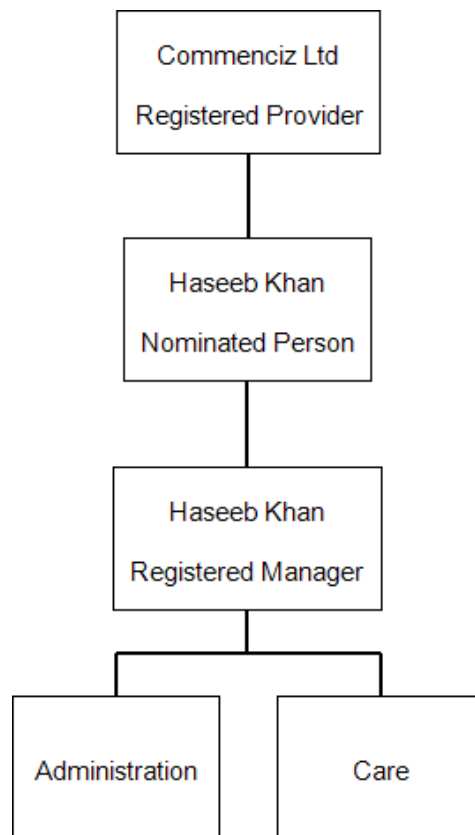 Commenciz Ltd
Registered Provider
Haseeb Khan
Nominated Person
Haseeb Khan
Registered Manager
Administration
Care